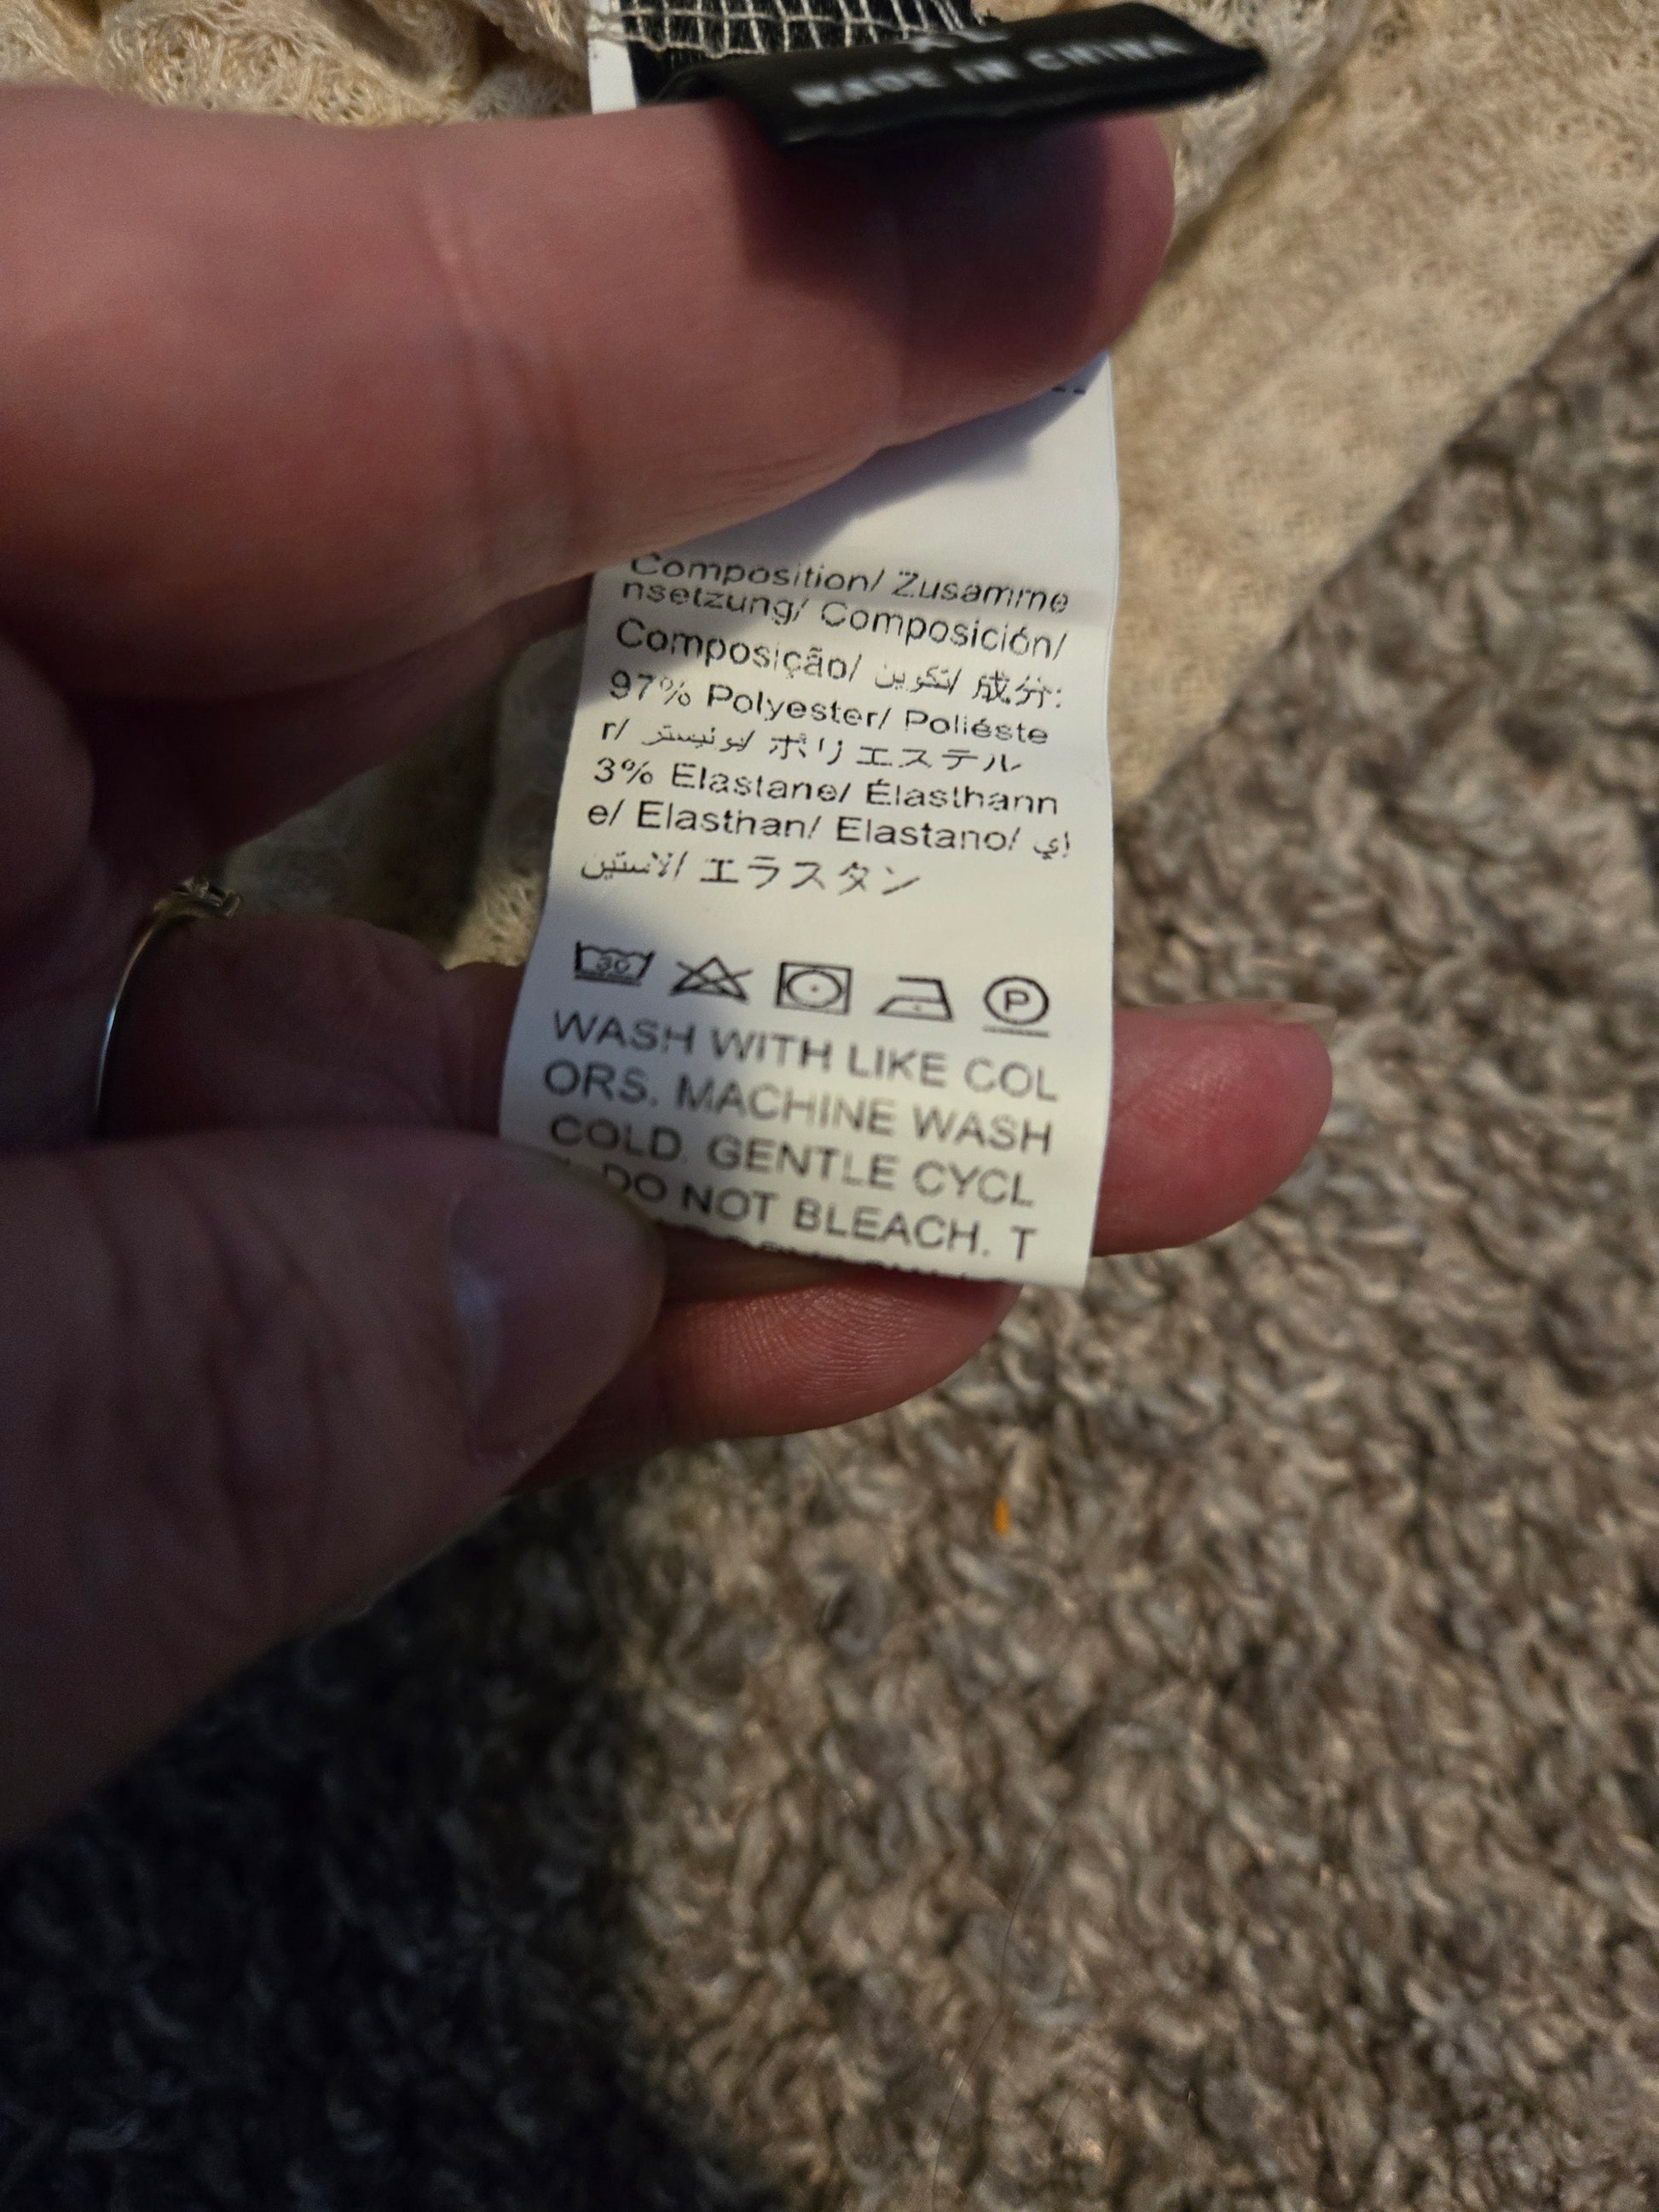 XL
MADE IN CHINA
Composition/ Zusamme
nsetzung/ Composición/
Composição/ تكوين/ 成分:
97% Polyester/ Poliéste
r/ بوليستر/ ポリエステル
3% Elastane/ Élasthann
e/ Elasthan/ Elastano/ إي
لاستين/ エラスタン
30
P
WASH WITH LIKE COL
ORS. MACHINE WASH
COLD. GENTLE CYCL
DO NOT BLEACH. T